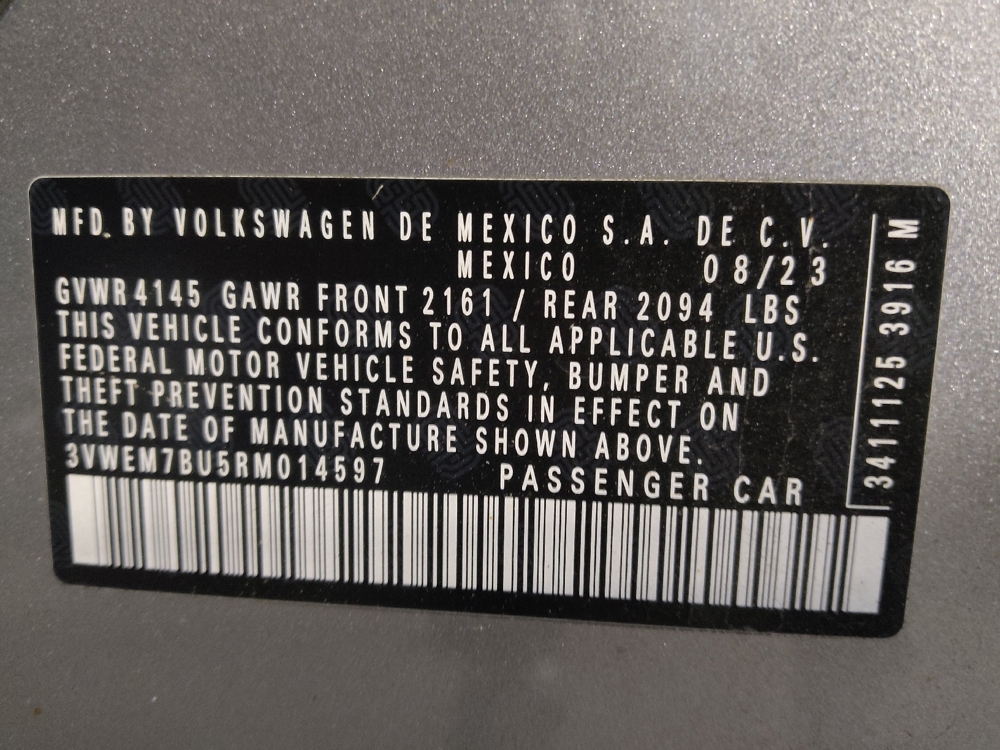 MFD. BY VOLKSWAGEN DE MEXICO S.A. DE C.V.
MEXICO 08/23
GVWR 4145 GAWR FRONT 2161 / REAR 2094 LBS
THIS VEHICLE CONFORMS TO ALL APPLICABLE U.S.
FEDERAL MOTOR VEHICLE SAFETY, BUMPER AND
THEFT PREVENTION STANDARDS IN EFFECT ON
THE DATE OF MANUFACTURE SHOWN ABOVE.
3VWEM7BU5RM014597 PASSENGER CAR
3411125 3916 M